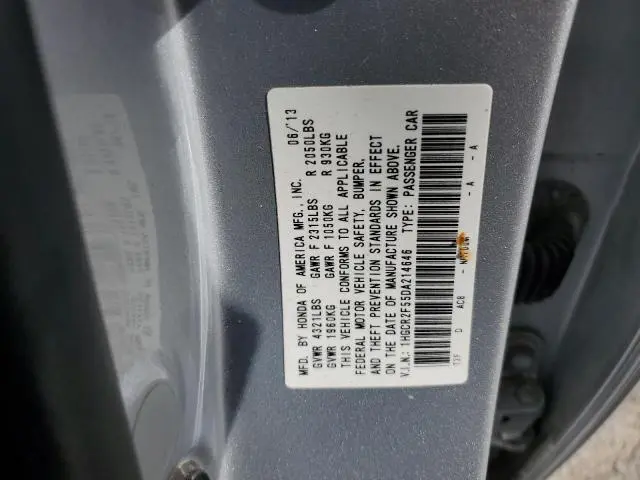 MFD. BY HONDA OF AMERICA MFG., INC. 06/13
GVWR 4321LBS GAWR F 2315LBS R 2050LBS
GVWR 1960KG GAWR F 1050KG R 930KG
THIS VEHICLE CONFORMS TO ALL APPLICABLE
FEDERAL MOTOR VEHICLE SAFETY, BUMPER,
AND THEFT PREVENTION STANDARDS IN EFFECT
ON THE DATE OF MANUFACTURE SHOWN ABOVE.
V.I.N.: 1HGCR2F55DA214646 TYPE: PASSENGER CAR
T2F D AC8 - A - A